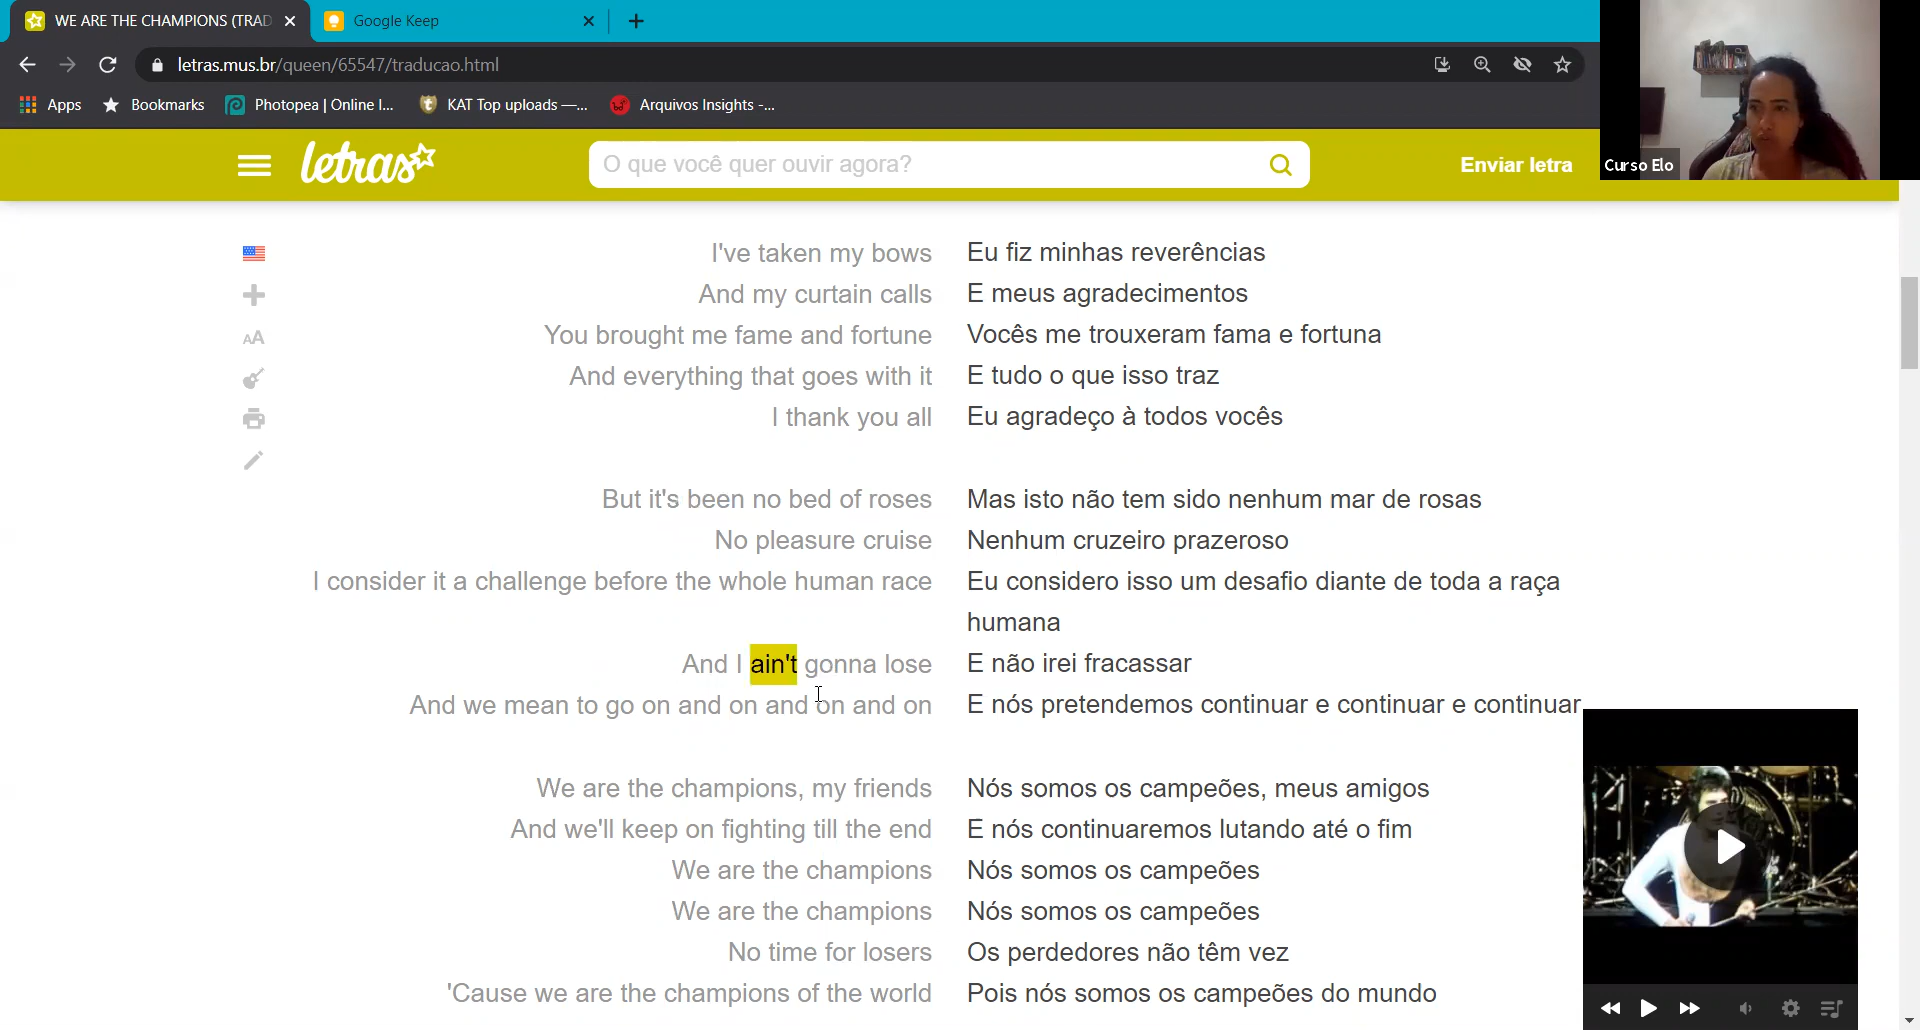 WE ARE THE CHAMPIONS (TRAD
Google Keep
letras.mus.br/queen/65547/traducao.html
Apps
Bookmarks
Photopea | Online I...
KAT Top uploads —...
Arquivos Insights -...
letras
O que você quer ouvir agora?
Enviar letra
Curso Elo
AA
I've taken my bows
Eu fiz minhas reverências
And my curtain calls
E meus agradecimentos
You brought me fame and fortune
Vocês me trouxeram fama e fortuna
And everything that goes with it
E tudo o que isso traz
I thank you all
Eu agradeço à todos vocês
But it's been no bed of roses
Mas isto não tem sido nenhum mar de rosas
No pleasure cruise
Nenhum cruzeiro prazeroso
I consider it a challenge before the whole human race
Eu considero isso um desafio diante de toda a raça
humana
And I ain't gonna lose
E não irei fracassar
And we mean to go on and on and on and on
E nós pretendemos continuar e continuar e continuar
We are the champions, my friends
Nós somos os campeões, meus amigos
And we'll keep on fighting till the end
E nós continuaremos lutando até o fim
We are the champions
Nós somos os campeões
We are the champions
Nós somos os campeões
No time for losers
Os perdedores não têm vez
'Cause we are the champions of the world
Pois nós somos os campeões do mundo